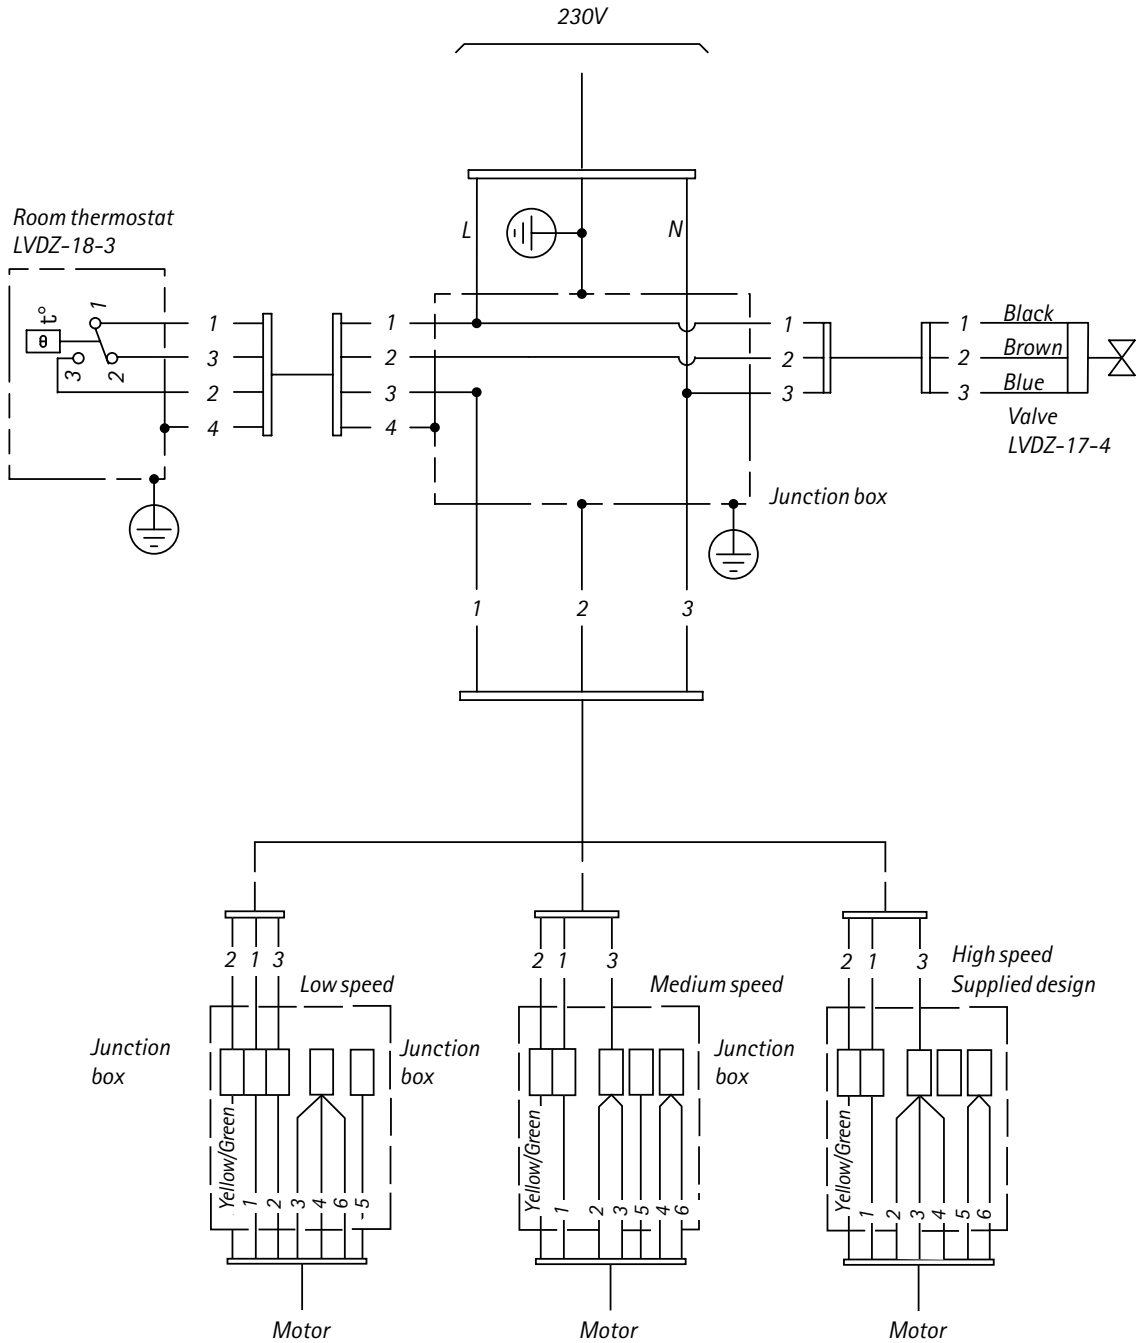 230V
Room thermostat
LVDZ-18-3
L
N
t°
1
θ
3
2
1
3
2
4
1
2
3
4
1
2
3
1 Black
2 Brown
3 Blue
Valve
LVDZ-17-4
Junction box
1 2 3
2 1 3
2 1 3
2 1 3
Low speed
Medium speed
High speed
Supplied design
Junction
box
Junction
box
Junction
box
Yellow/Green 1 2 3 4 6 5
Yellow/Green 1 2 3 5 4 6
Yellow/Green 1 2 3 4 5 6
Motor
Motor
Motor